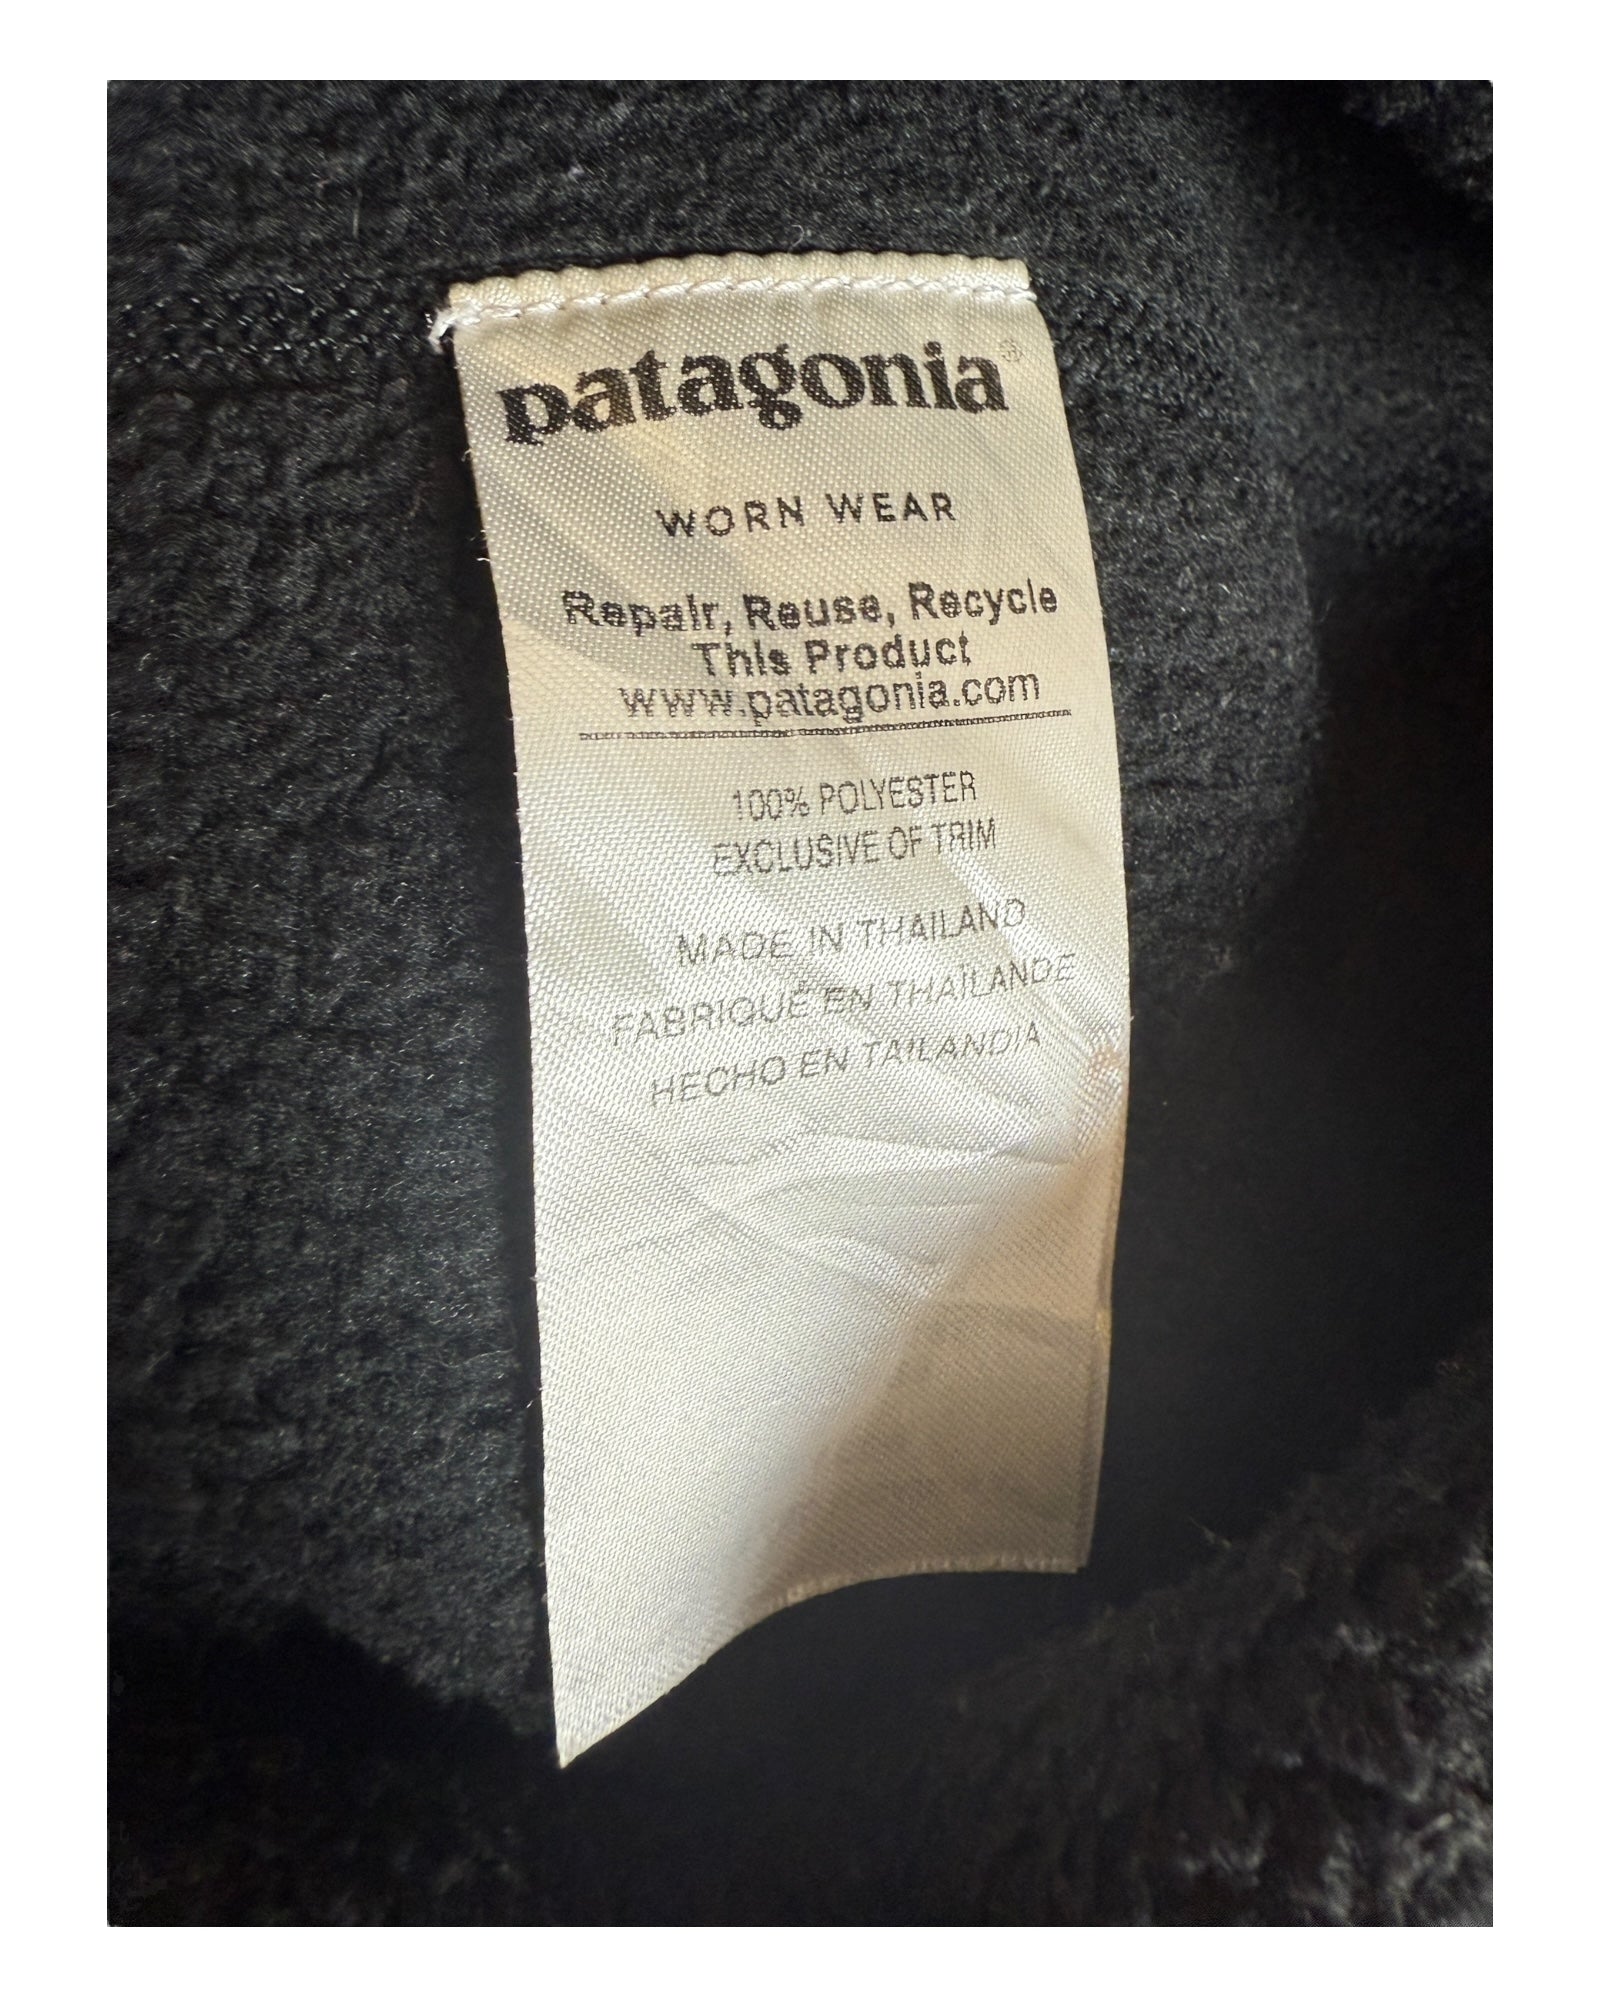 patagonia®
WORN WEAR
Repair, Reuse, Recycle
This Product
www.patagonia.com
100% POLYESTER
EXCLUSIVE OF TRIM
MADE IN THAILAND
FABRIQUÉ EN THAÏLANDE
HECHO EN TAILANDIA